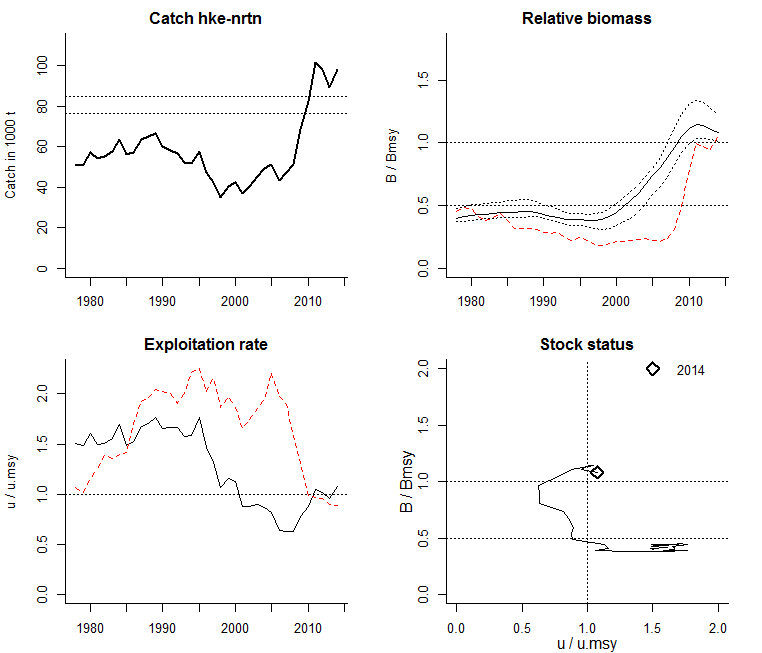 Catch hke-nrtn
Catch in 1000 t
0 20 40 60 80 100
1980 1990 2000 2010
Relative biomass
B / Bmsy
0.0 0.5 1.0 1.5
1980 1990 2000 2010
Exploitation rate
u / u.msy
0.0 0.5 1.0 1.5 2.0
1980 1990 2000 2010
Stock status
2014
B / Bmsy
0.0 0.5 1.0 1.5 2.0
0.0 0.5 1.0 1.5 2.0
u / u.msy